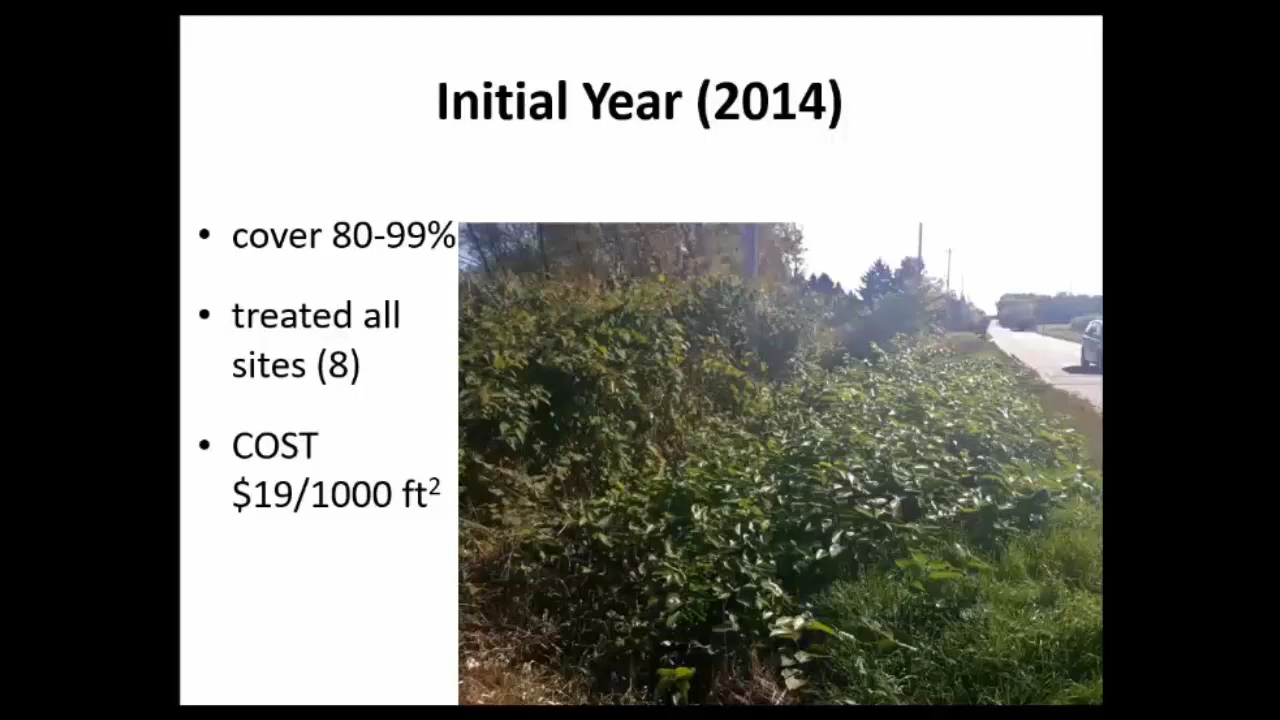 Initial Year (2014)
• cover 80-99%
• treated all
sites (8)
• COST
$19/1000 ft²